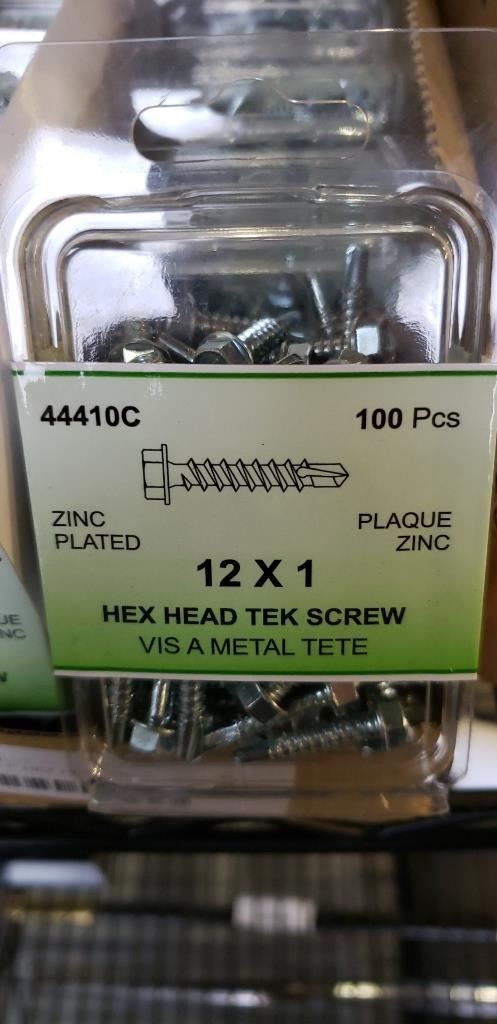 44410C
100 Pcs
ZINC
PLATED
PLAQUE
ZINC
12 X 1
HEX HEAD TEK SCREW
VIS A METAL TETE